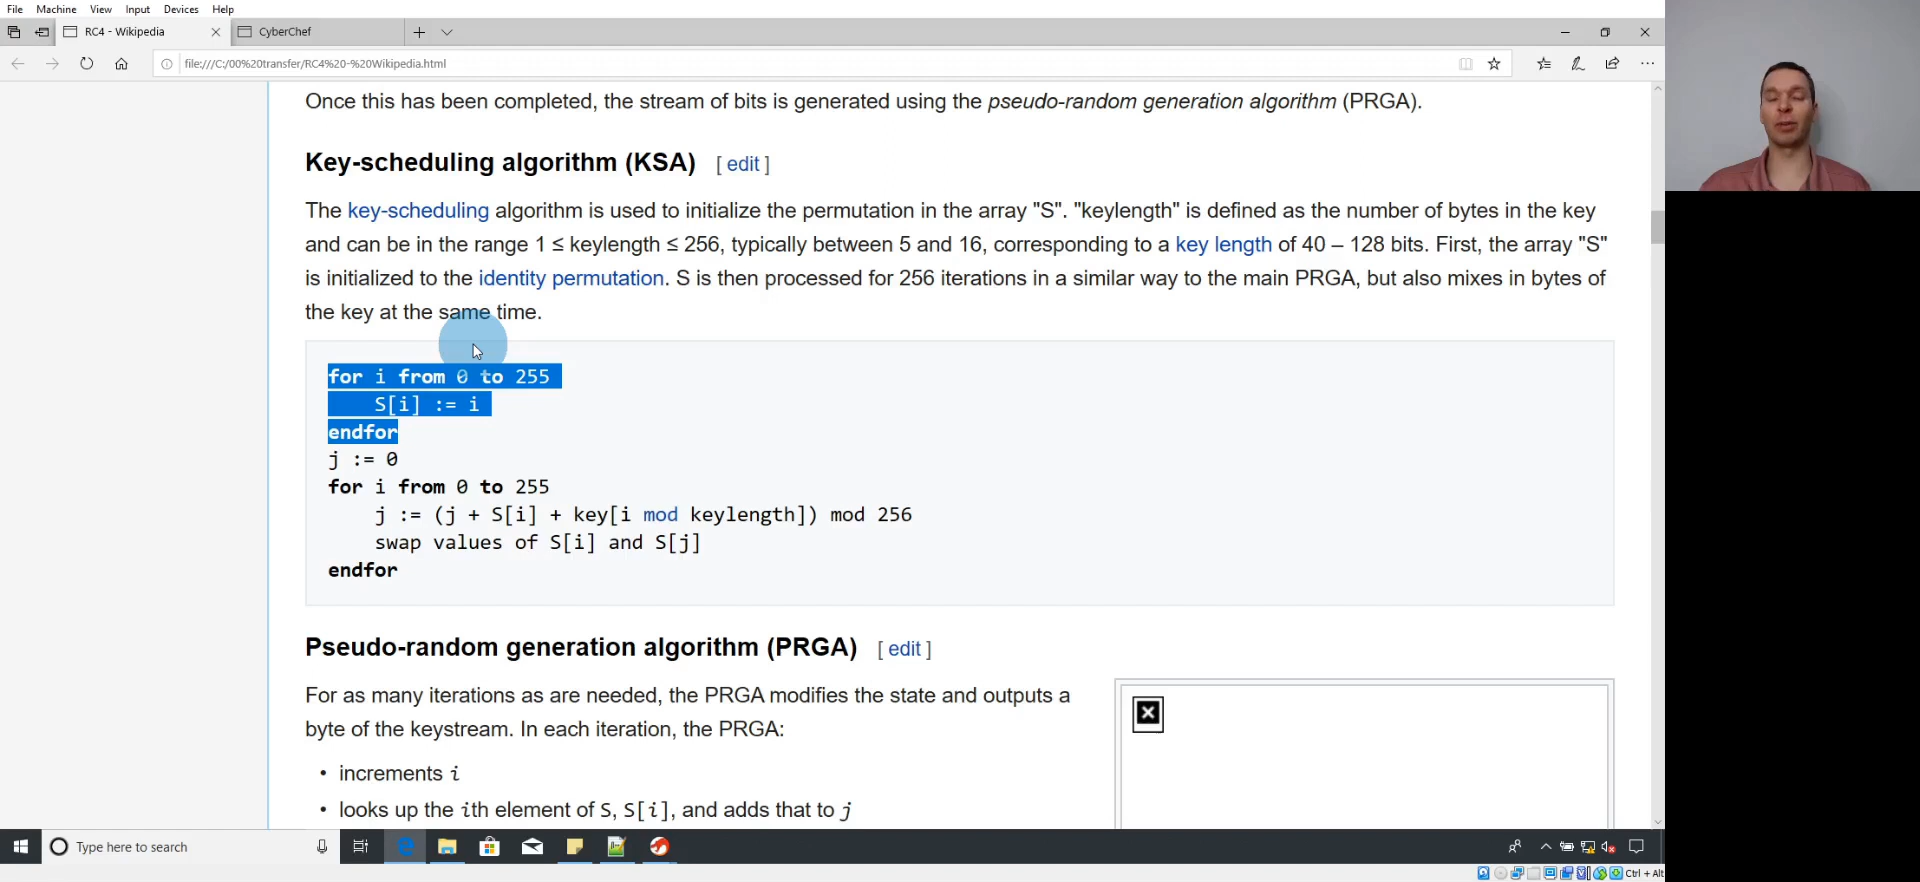 File Machine View Input Devices Help
RC4 - Wikipedia CyberChef
file:///C:/00%20transfer/RC4%20-%20Wikipedia.html
Once this has been completed, the stream of bits is generated using the pseudo-random generation algorithm (PRGA).
Key-scheduling algorithm (KSA) [ edit ]
The key-scheduling algorithm is used to initialize the permutation in the array "S". "keylength" is defined as the number of bytes in the key
and can be in the range 1 ≤ keylength ≤ 256, typically between 5 and 16, corresponding to a key length of 40 – 128 bits. First, the array "S"
is initialized to the identity permutation. S is then processed for 256 iterations in a similar way to the main PRGA, but also mixes in bytes of
the key at the same time.
for i from 0 to 255
S[i] := i
endfor
j := 0
for i from 0 to 255
j := (j + S[i] + key[i mod keylength]) mod 256
swap values of S[i] and S[j]
endfor
Pseudo-random generation algorithm (PRGA) [ edit ]
For as many iterations as are needed, the PRGA modifies the state and outputs a
byte of the keystream. In each iteration, the PRGA:
• increments i
• looks up the ith element of S, S[i], and adds that to j
Type here to search
Ctrl + Alt